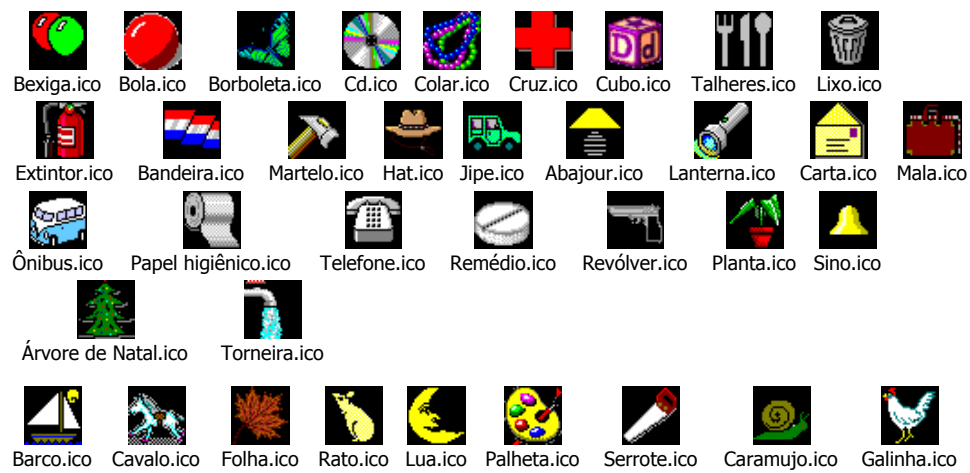 Bexiga.ico Bola.ico Borboleta.ico Cd.ico Colar.ico Cruz.ico Cubo.ico Talheres.ico Lixo.ico
Extintor.ico Bandeira.ico Martelo.ico Hat.ico Jipe.ico Abajour.ico Lanterna.ico Carta.ico Mala.ico
Ônibus.ico Papel higiênico.ico Telefone.ico Remédio.ico Revólver.ico Planta.ico Sino.ico
Árvore de Natal.ico Torneira.ico
Barco.ico Cavalo.ico Folha.ico Rato.ico Lua.ico Palheta.ico Serrote.ico Caramujo.ico Galinha.ico